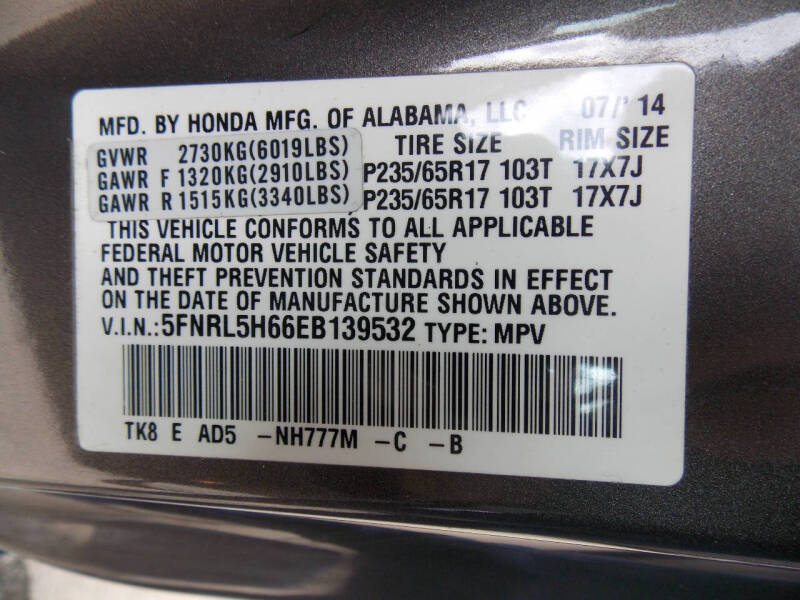 MFD. BY HONDA MFG. OF ALABAMA, LLC 07/'14
GVWR 2730KG(6019LBS) TIRE SIZE RIM SIZE
GAWR F 1320KG(2910LBS) P235/65R17 103T 17X7J
GAWR R 1515KG(3340LBS) P235/65R17 103T 17X7J
THIS VEHICLE CONFORMS TO ALL APPLICABLE
FEDERAL MOTOR VEHICLE SAFETY
AND THEFT PREVENTION STANDARDS IN EFFECT
ON THE DATE OF MANUFACTURE SHOWN ABOVE.
V.I.N.: 5FNRL5H66EB139532 TYPE: MPV
TK8 E AD5 -NH777M -C -B